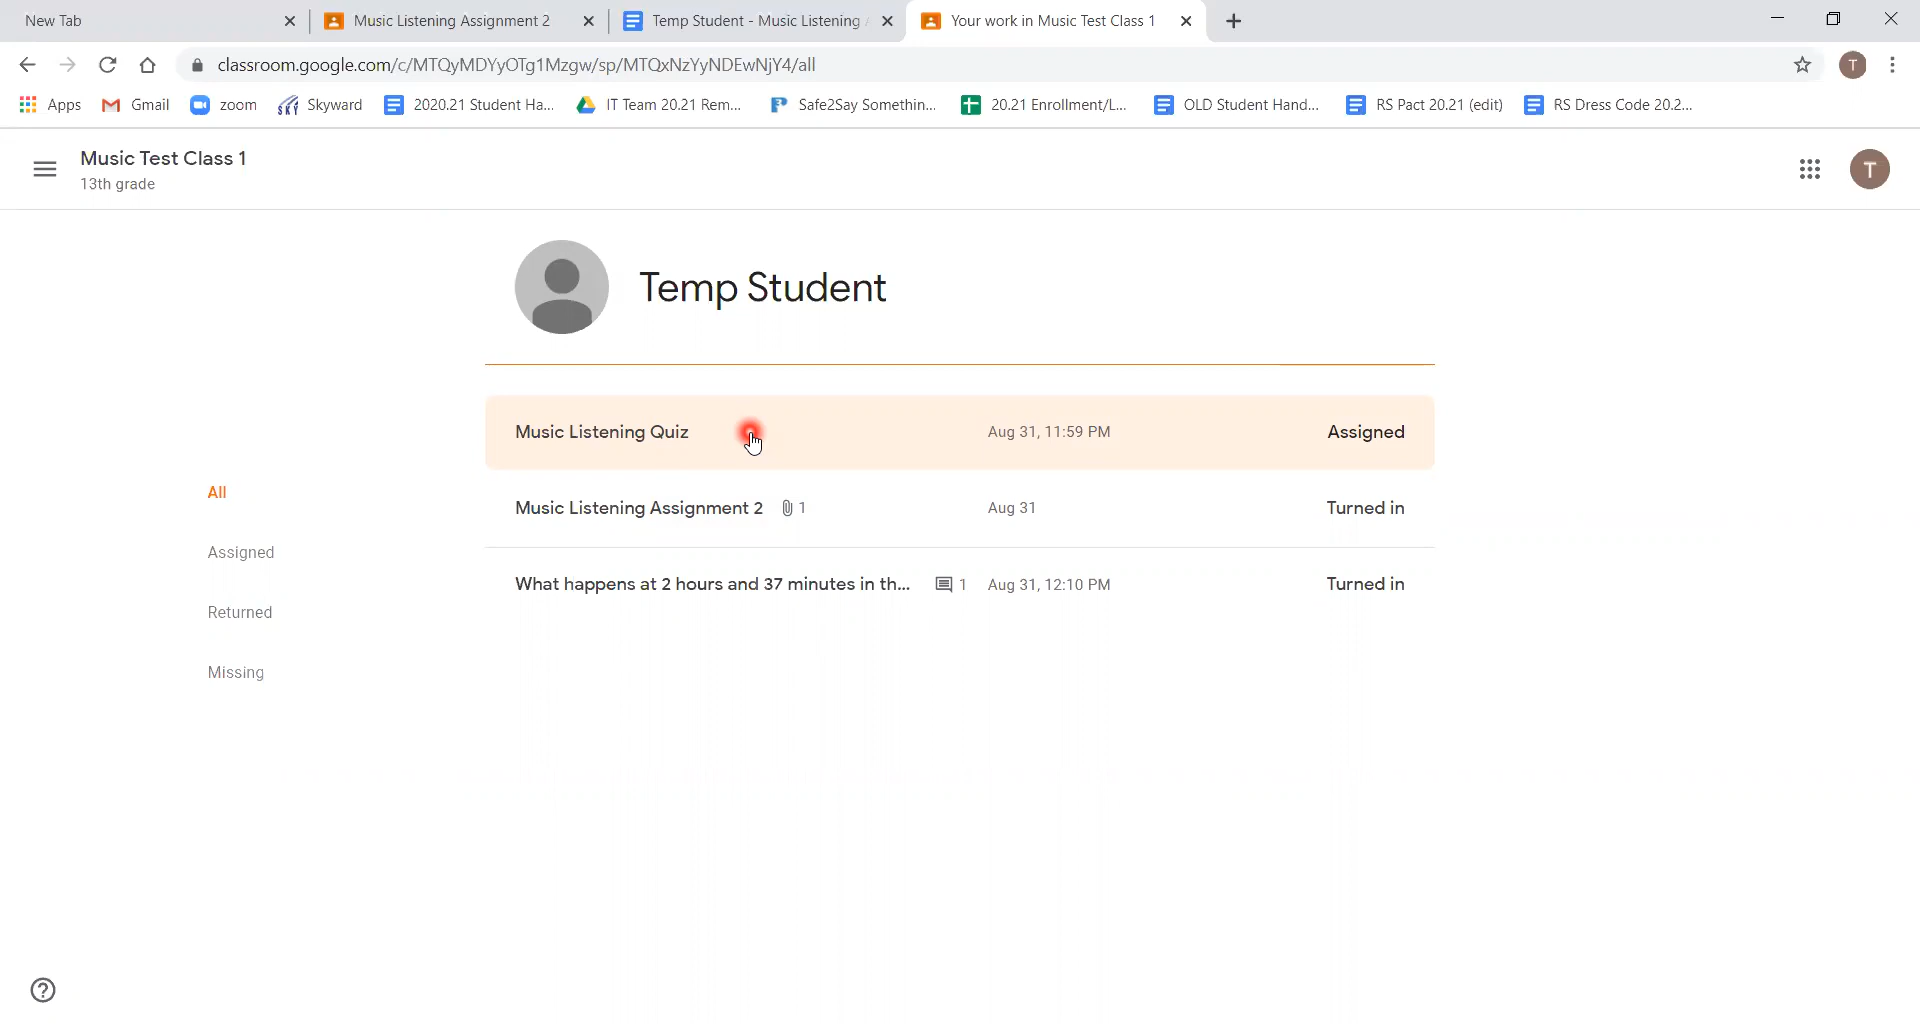 New Tab
Music Listening Assignment 2
Temp Student - Music Listening
Your work in Music Test Class 1
classroom.google.com/c/MTQyMDYyOTg1Mzgw/sp/MTQxNzYyNDEwNjY4/all
T
Apps
Gmail
zoom
Skyward
2020.21 Student Ha...
IT Team 20.21 Rem...
Safe2Say Somethin...
20.21 Enrollment/L...
OLD Student Hand...
RS Pact 20.21 (edit)
RS Dress Code 20.2...
Music Test Class 1
13th grade
T
Temp Student
Music Listening Quiz Aug 31, 11:59 PM Assigned
All
Assigned
Returned
Missing
Music Listening Assignment 2 1 Aug 31 Turned in
What happens at 2 hours and 37 minutes in th... 1 Aug 31, 12:10 PM Turned in